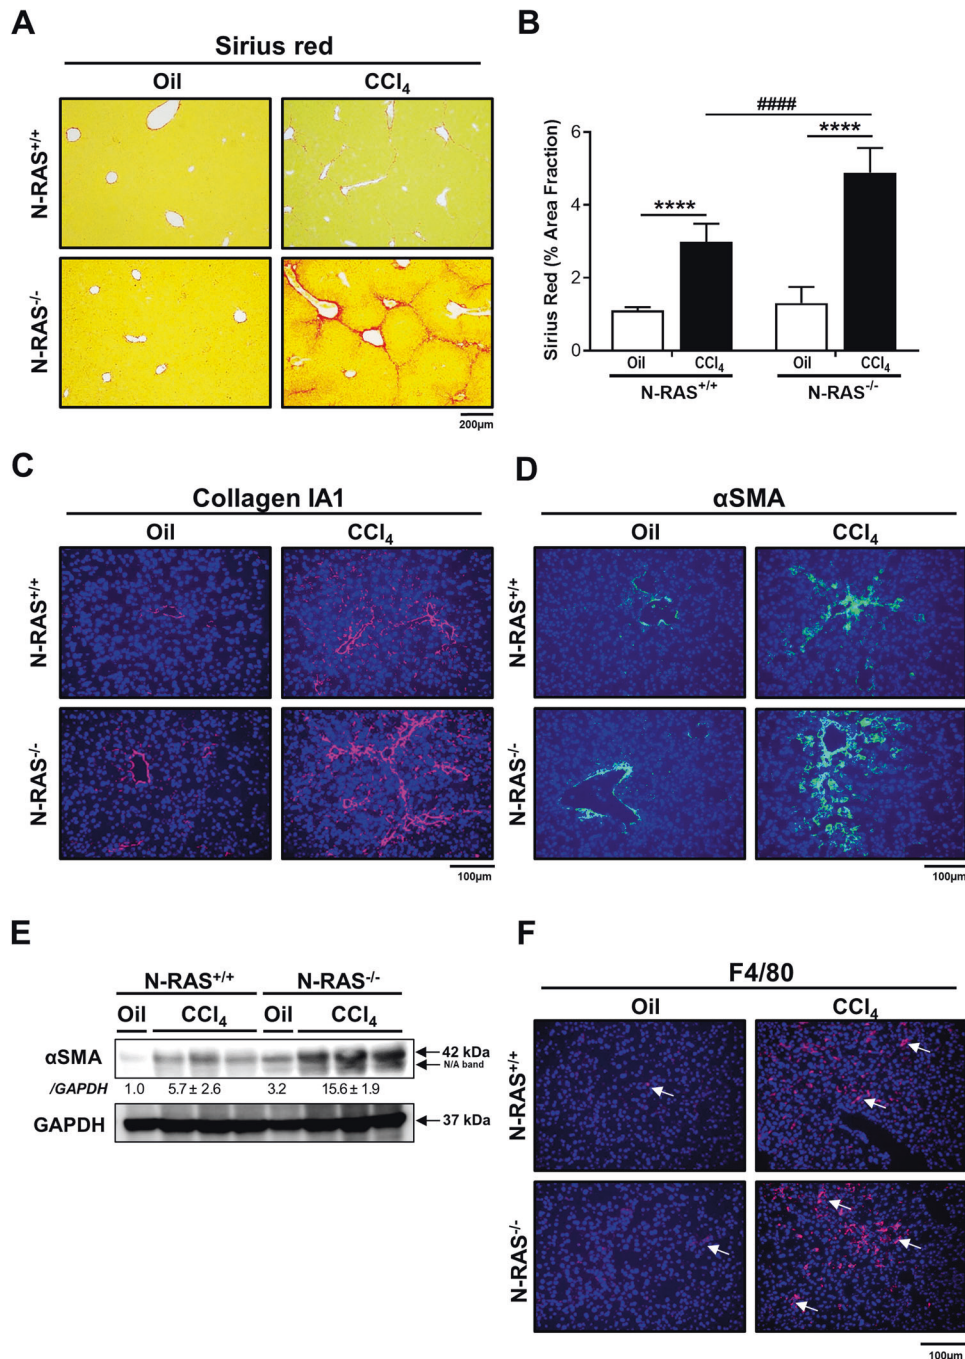 A
Sirius red
Oil
CCl₄
N-RAS⁺/⁺
N-RAS⁻/⁻
200μm
B
####
****
****
6
4
2
0
Sirius Red (% Area Fraction)
Oil
CCl₄
Oil
CCl₄
N-RAS⁺/⁺
N-RAS⁻/⁻
C
Collagen IA1
Oil
CCl₄
N-RAS⁺/⁺
N-RAS⁻/⁻
100μm
D
αSMA
Oil
CCl₄
N-RAS⁺/⁺
N-RAS⁻/⁻
100μm
E
N-RAS⁺/⁺
N-RAS⁻/⁻
Oil
CCl₄
Oil
CCl₄
αSMA
42 kDa
N/A band
/GAPDH
1.0
5.7 ± 2.6
3.2
15.6 ± 1.9
GAPDH
37 kDa
F
F4/80
Oil
CCl₄
N-RAS⁺/⁺
N-RAS⁻/⁻
100μm